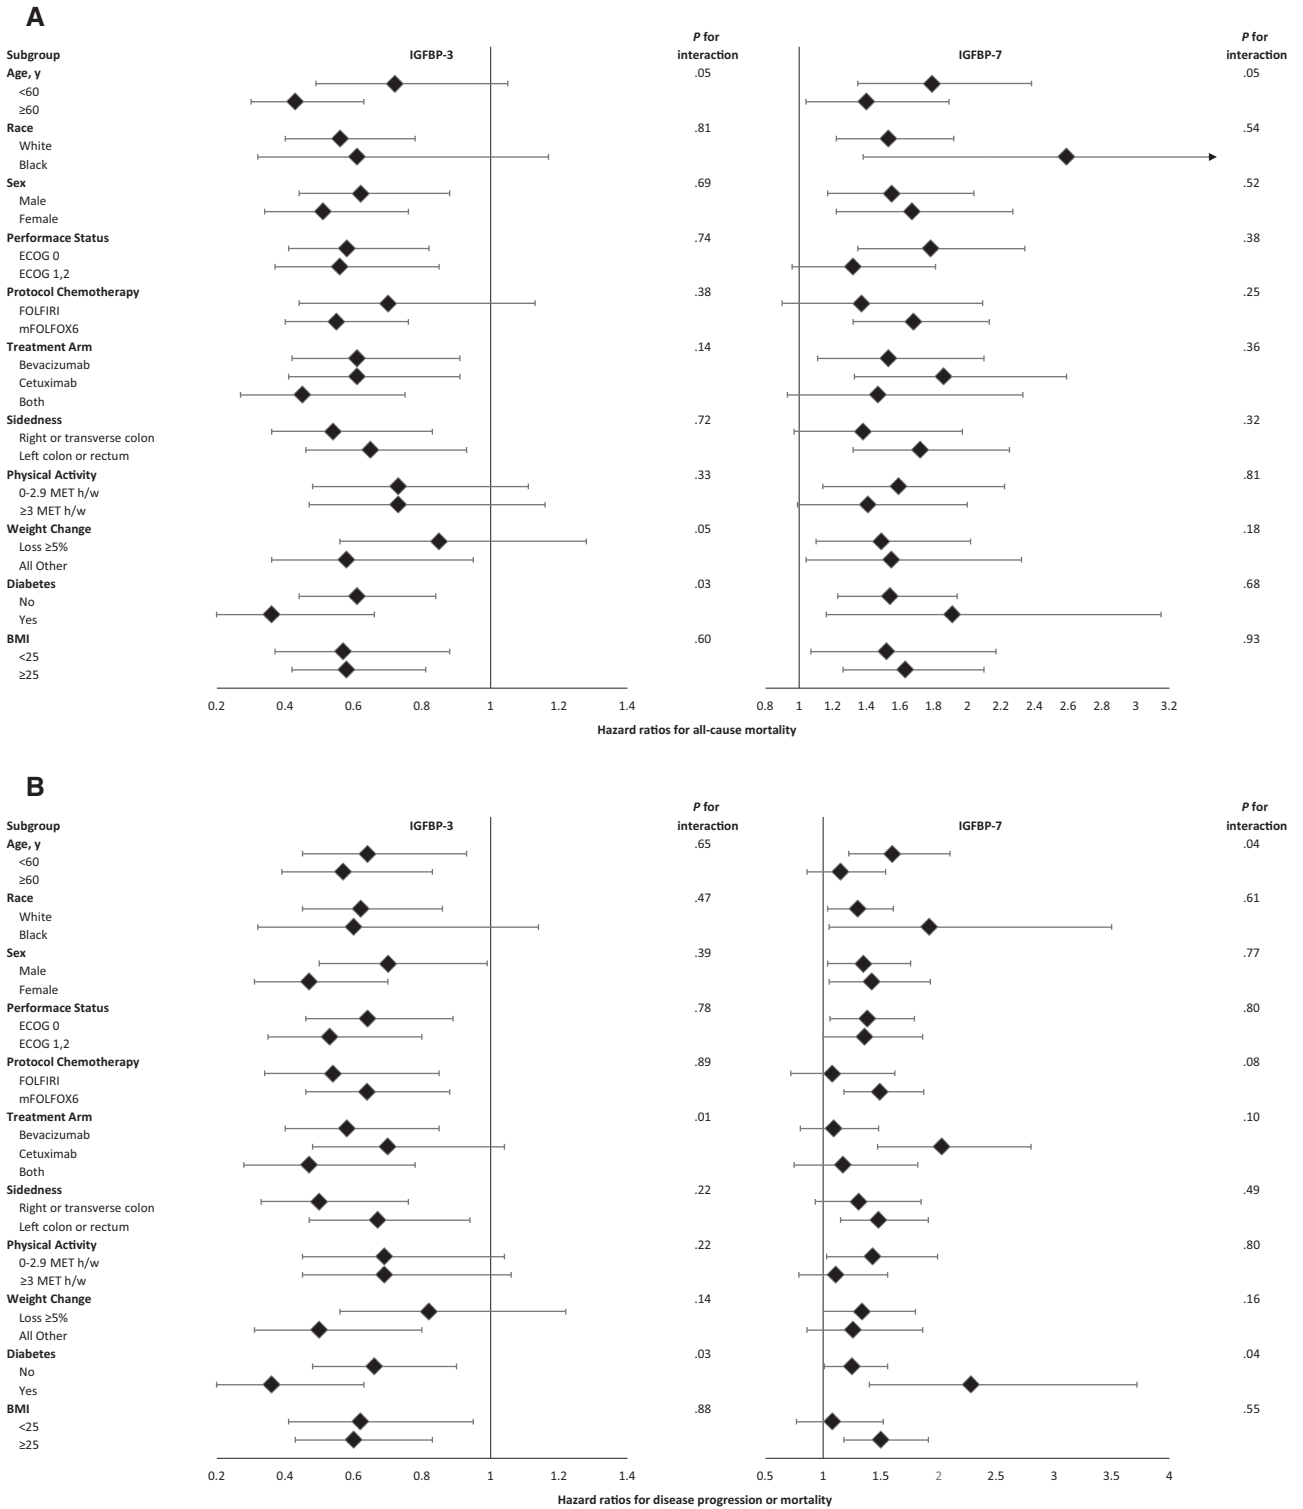 A
P for P for
Subgroup IGFBP-3 interaction IGFBP-7 interaction
Age, y .05 .05
<60
≥60
Race .81 .54
White
Black
Sex .69 .52
Male
Female
Performace Status .74 .38
ECOG 0
ECOG 1,2
Protocol Chemotherapy .38 .25
FOLFIRI
mFOLFOX6
Treatment Arm .14 .36
Bevacizumab
Cetuximab
Both
Sidedness .72 .32
Right or transverse colon
Left colon or rectum
Physical Activity .33 .81
0-2.9 MET h/w
≥3 MET h/w
Weight Change .05 .18
Loss ≥5%
All Other
Diabetes .03 .68
No
Yes
BMI .60 .93
<25
≥25
0.2 0.4 0.6 0.8 1 1.2 1.4 0.8 1 1.2 1.4 1.6 1.8 2 2.2 2.4 2.6 2.8 3 3.2
Hazard ratios for all-cause mortality
B
P for P for
Subgroup IGFBP-3 interaction IGFBP-7 interaction
Age, y .65 .04
<60
≥60
Race .47 .61
White
Black
Sex .39 .77
Male
Female
Performace Status .78 .80
ECOG 0
ECOG 1,2
Protocol Chemotherapy .89 .08
FOLFIRI
mFOLFOX6
Treatment Arm .01 .10
Bevacizumab
Cetuximab
Both
Sidedness .22 .49
Right or transverse colon
Left colon or rectum
Physical Activity .22 .80
0-2.9 MET h/w
≥3 MET h/w
Weight Change .14 .16
Loss ≥5%
All Other
Diabetes .03 .04
No
Yes
BMI .88 .55
<25
≥25
0.2 0.4 0.6 0.8 1 1.2 1.4 0.5 1 1.5 2 2.5 3 3.5 4
Hazard ratios for disease progression or mortality